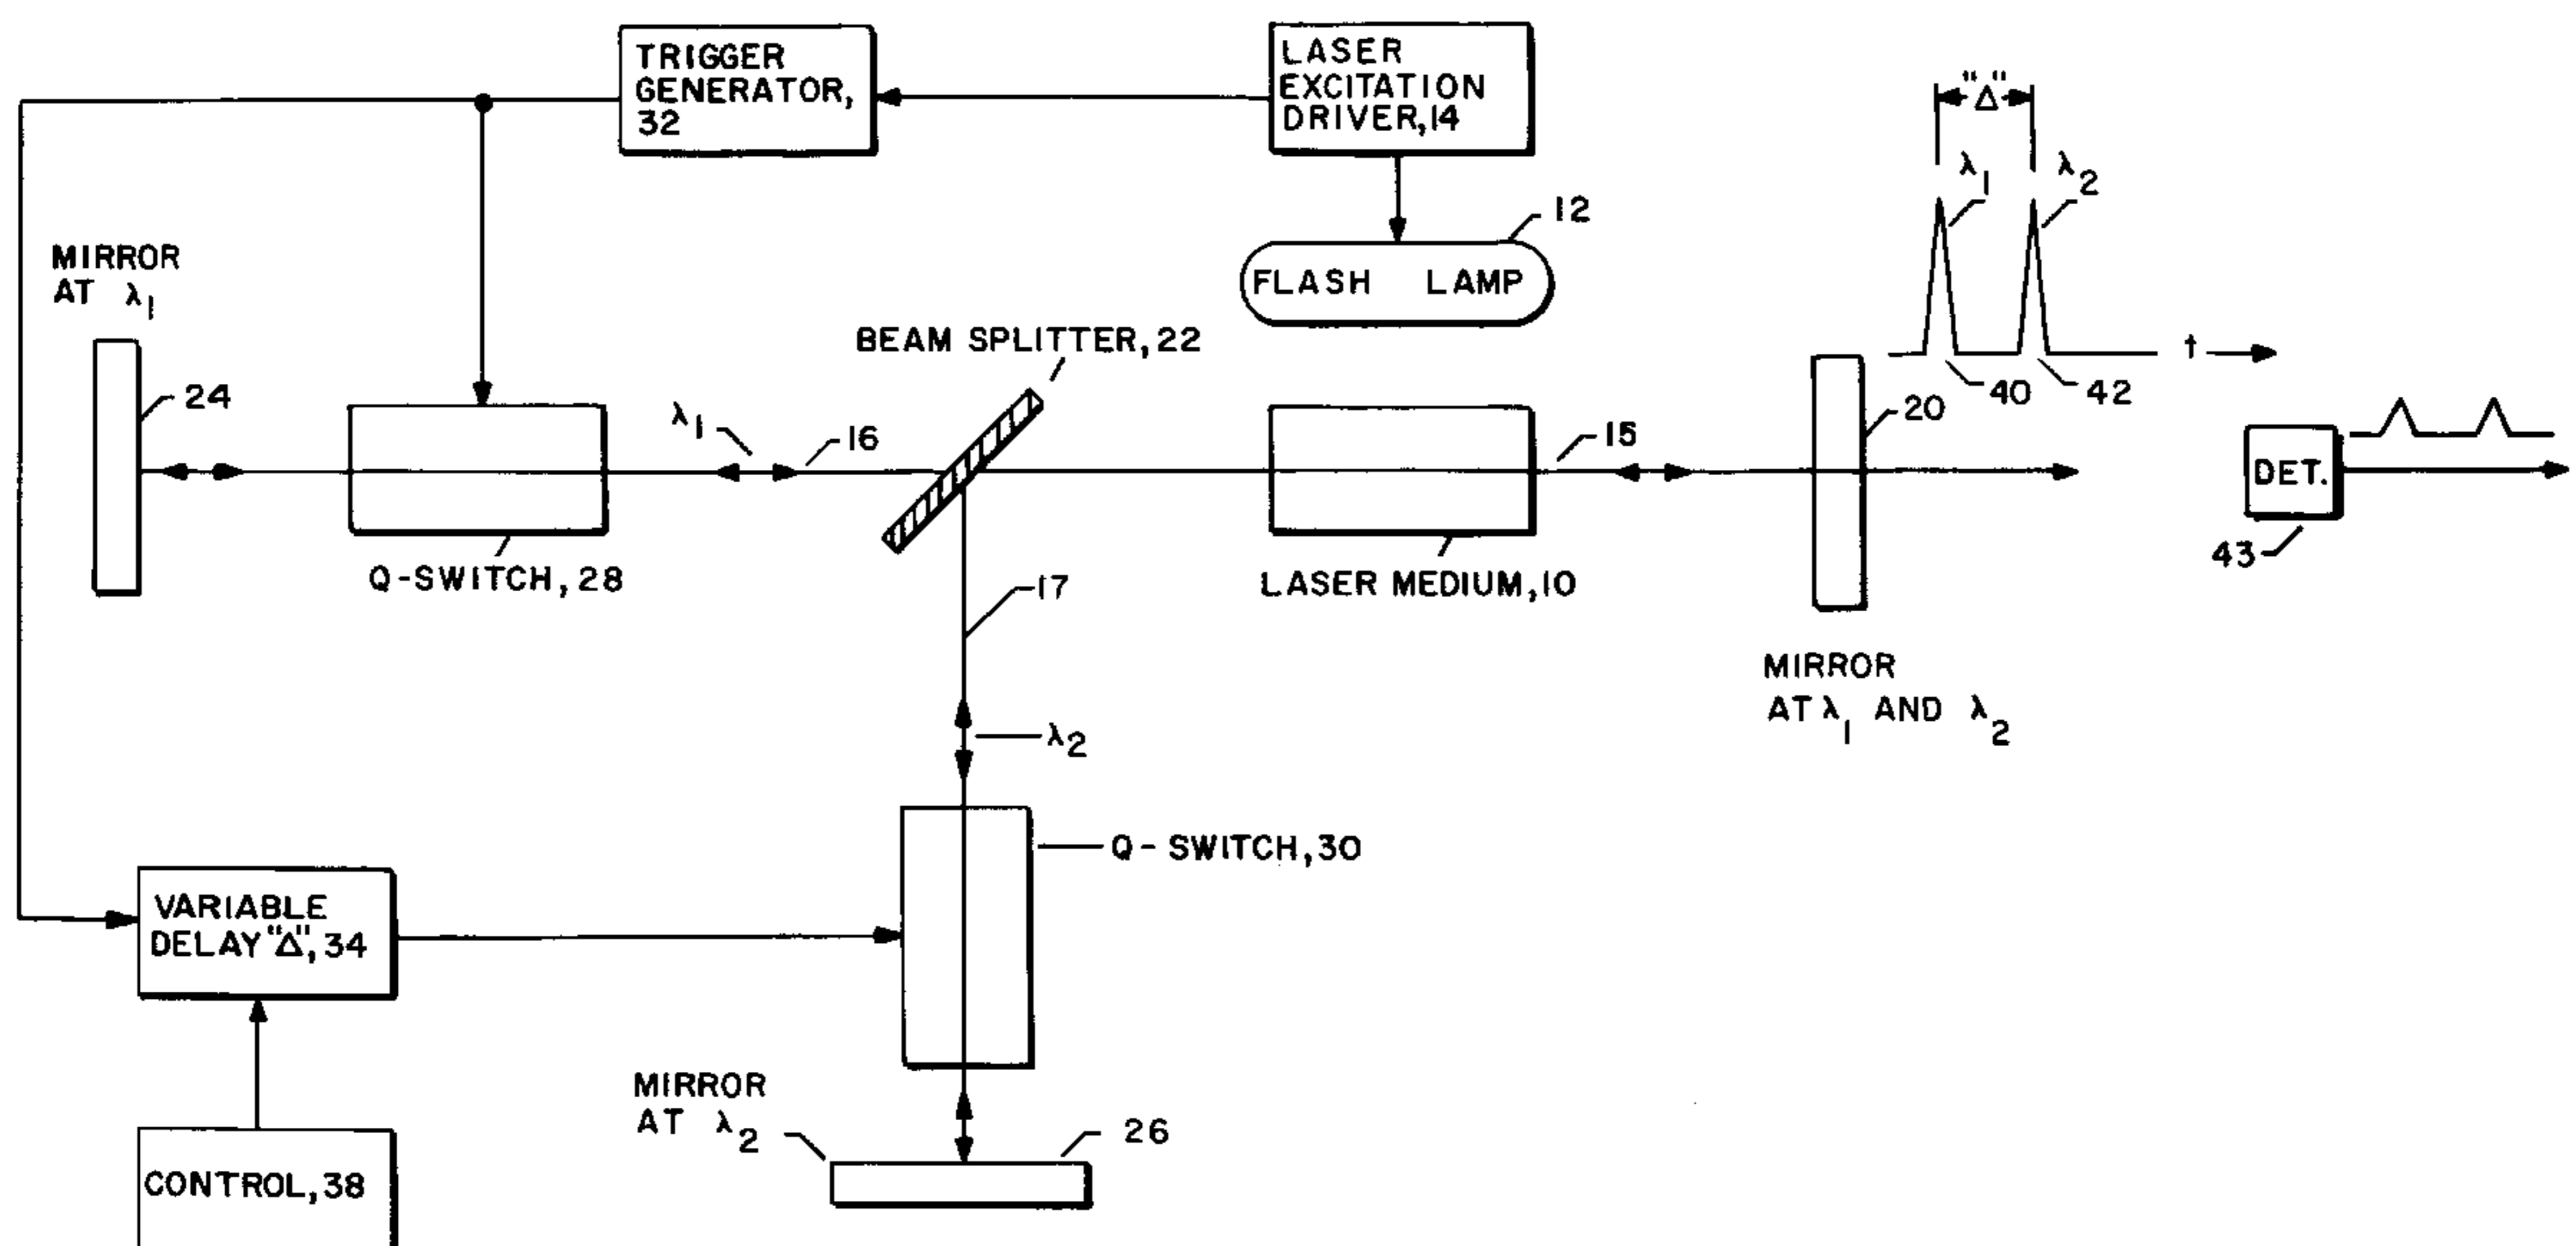 TRIGGER
GENERATOR,
32
LASER
EXCITATION
DRIVER,14
"Δ"
λ1
λ2
12
FLASH LAMP
MIRROR
AT λ1
BEAM SPLITTER, 22
t
24
40
42
20
λ1
16
15
DET.
43
Q-SWITCH, 28
LASER MEDIUM,10
17
MIRROR
AT λ1 AND λ2
λ2
Q- SWITCH,30
VARIABLE
DELAY "Δ", 34
MIRROR
AT λ2
26
CONTROL, 38